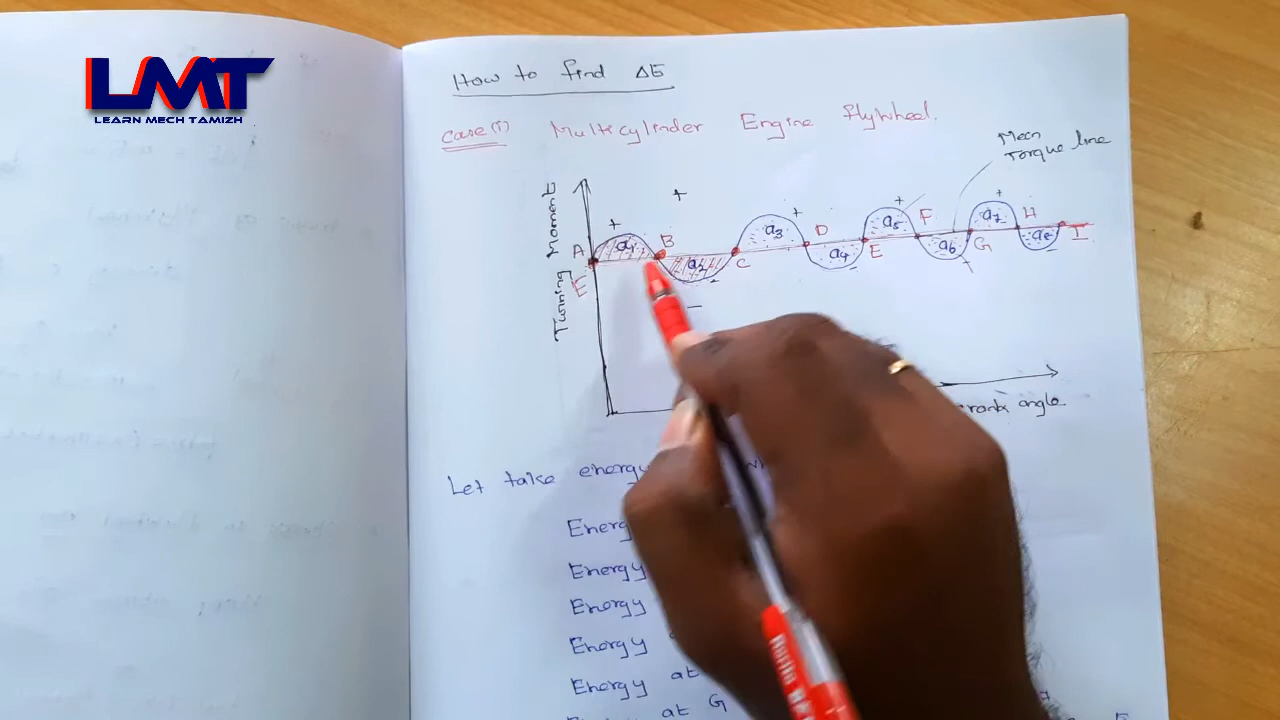 LMT
LEARN MECH TAMIZH
How to find ΔE
Case (i) Multicylinder Engine flywheel.
Mean
Torque line
Turning Moment
+ + + + +
A a1 B a2 C a3 D a4 E a5 F a6 G a7 H a8 I
E
- - - -
crank angle
Let take energy
Energy
Energy
Energy
Energy
Energy at
Energy at G
E